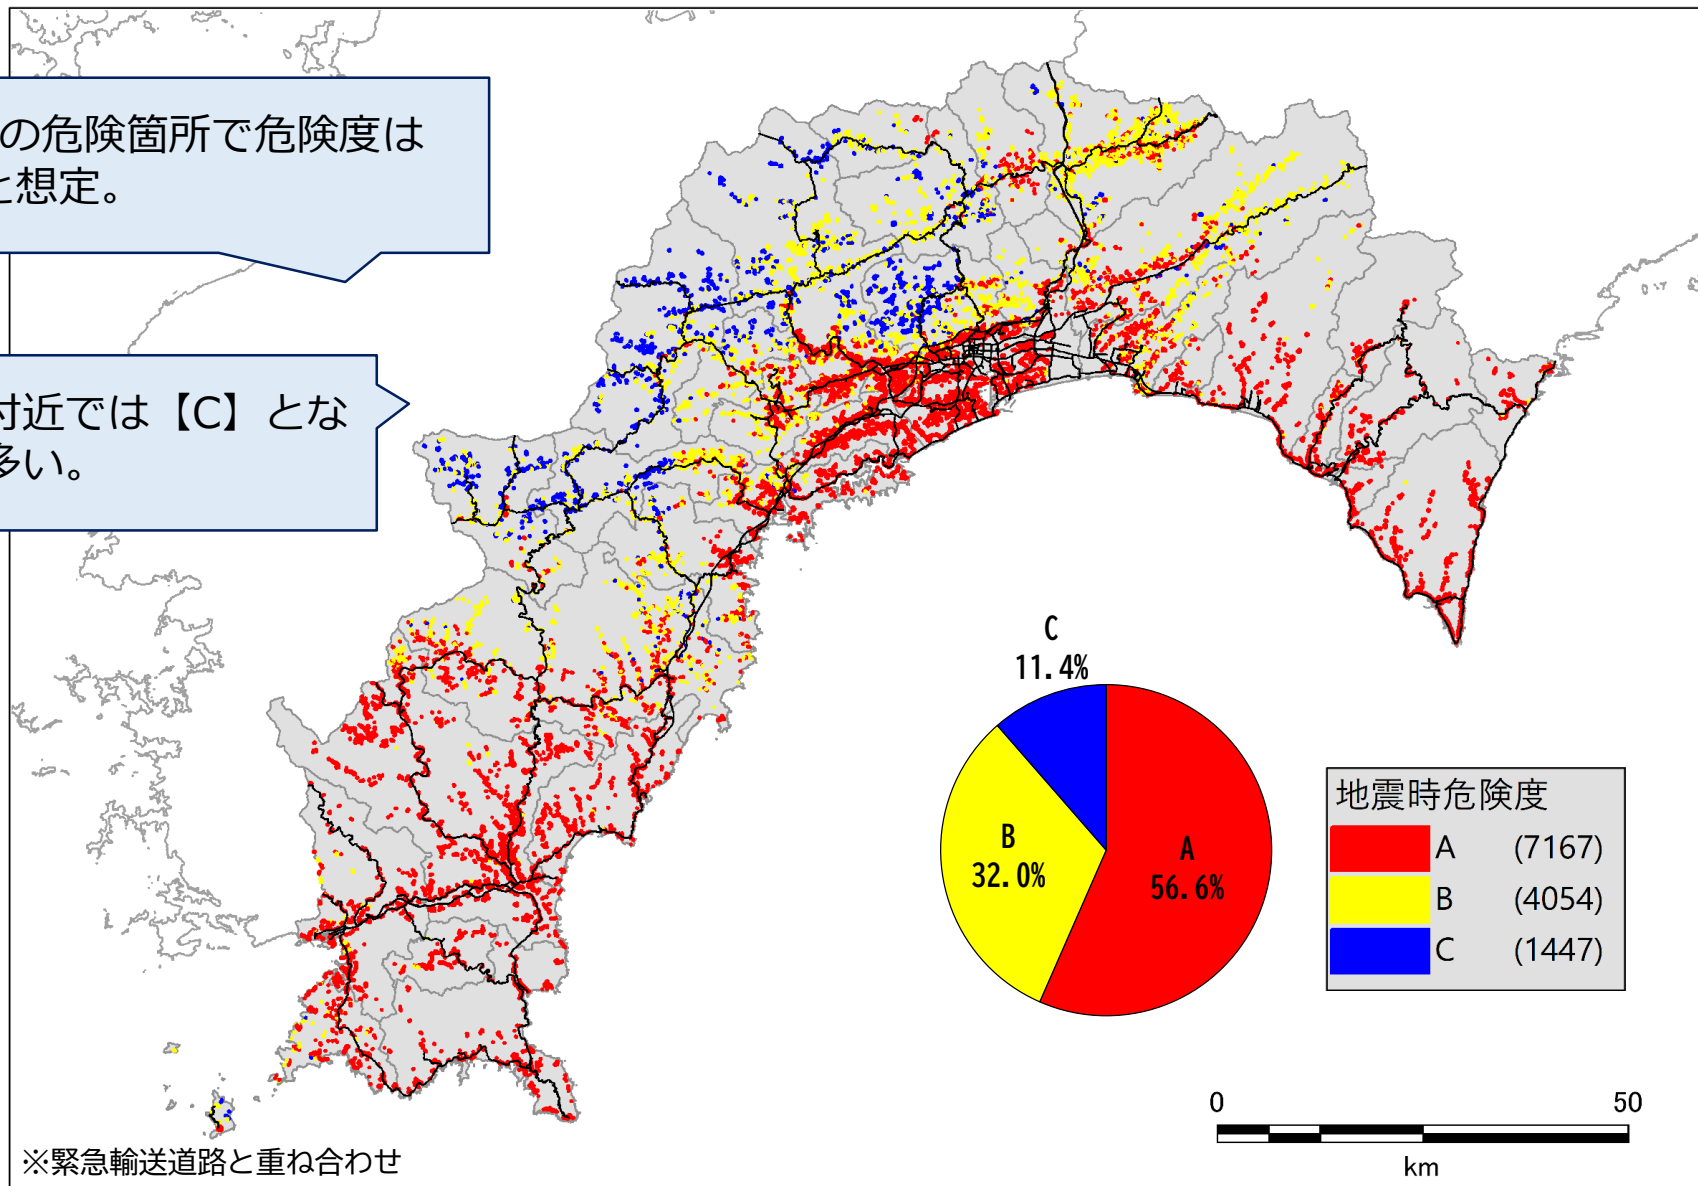 の危険箇所で危険度は
と想定。
付近では【C】とな
多い。
C
11.4%
B
32.0%
A
56.6%
地震時危険度
A (7167)
B (4054)
C (1447)
0 50
km
※緊急輸送道路と重ね合わせ